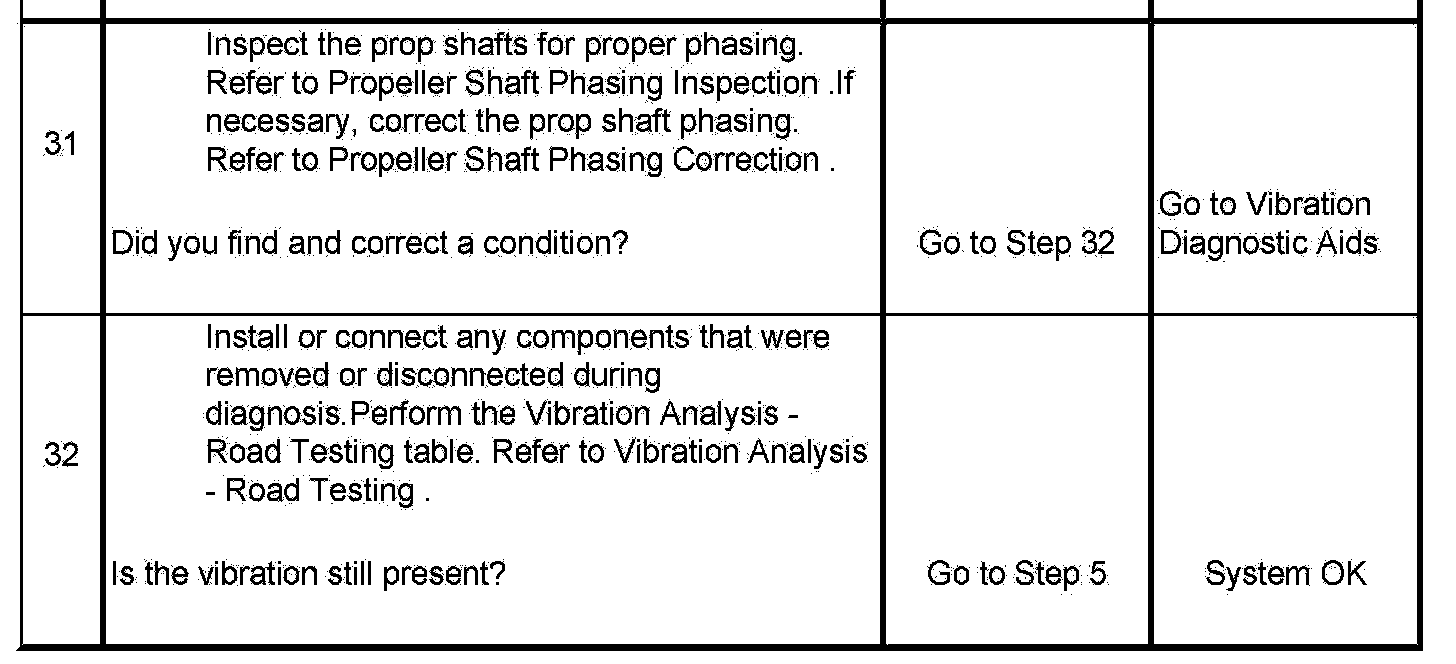 31
Inspect the prop shafts for proper phasing.
Refer to Propeller Shaft Phasing Inspection .If
necessary, correct the prop shaft phasing.
Refer to Propeller Shaft Phasing Correction .
Did you find and correct a condition?
Go to Step 32
Go to Vibration
Diagnostic Aids
32
Install or connect any components that were
removed or disconnected during
diagnosis.Perform the Vibration Analysis -
Road Testing table. Refer to Vibration Analysis
- Road Testing .
Is the vibration still present?
Go to Step 5
System OK